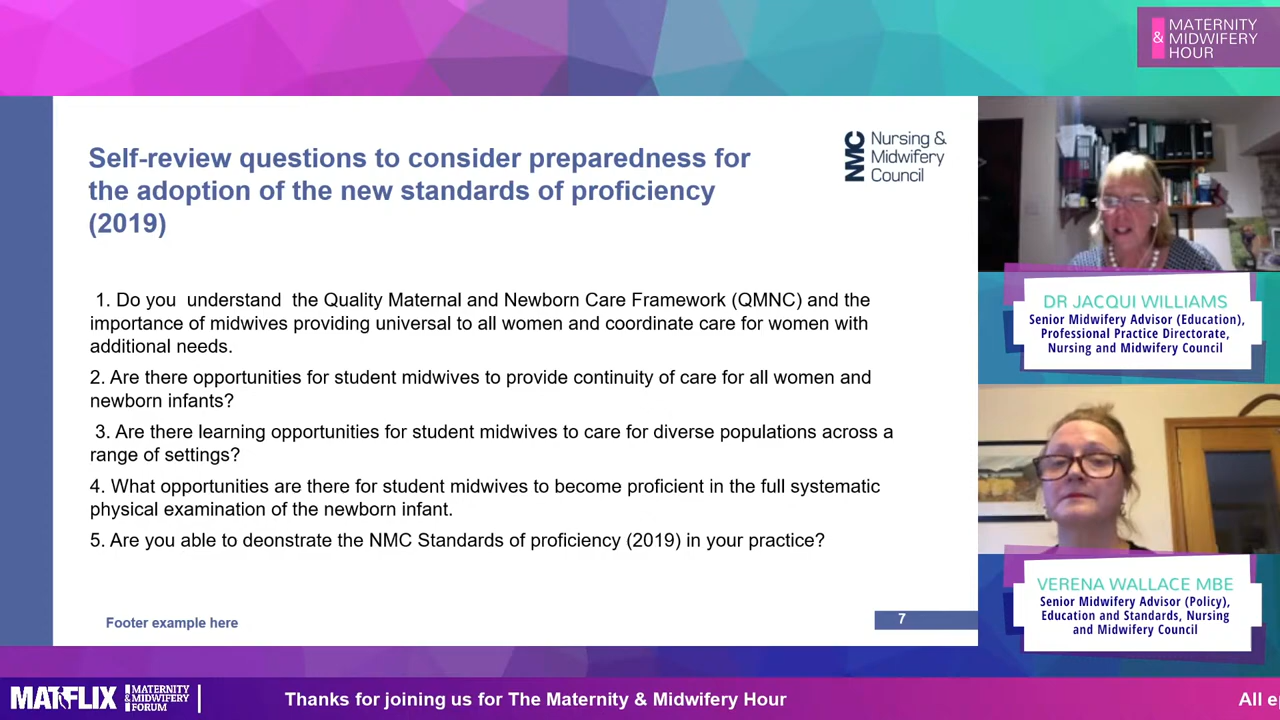 MATERNITY
& MIDWIFERY
HOUR
Self-review questions to consider preparedness for
the adoption of the new standards of proficiency
(2019)
NMC
Nursing &
Midwifery
Council
1. Do you understand the Quality Maternal and Newborn Care Framework (QMNC) and the
importance of midwives providing universal to all women and coordinate care for women with
additional needs.
2. Are there opportunities for student midwives to provide continuity of care for all women and
newborn infants?
3. Are there learning opportunities for student midwives to care for diverse populations across a
range of settings?
4. What opportunities are there for student midwives to become proficient in the full systematic
physical examination of the newborn infant.
5. Are you able to deonstrate the NMC Standards of proficiency (2019) in your practice?
Footer example here
7
DR JACQUI WILLIAMS
Senior Midwifery Advisor (Education),
Professional Practice Directorate,
Nursing and Midwifery Council
VERENA WALLACE MBE
Senior Midwifery Advisor (Policy),
Education and Standards, Nursing
and Midwifery Council
MATFLIX
MATERNITY
& MIDWIFERY
FORUM
Thanks for joining us for The Maternity & Midwifery Hour
All e